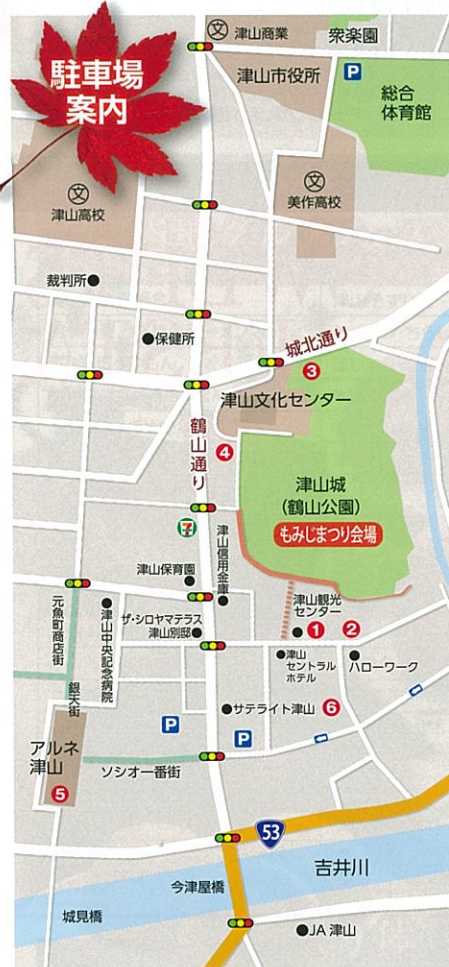 駐車場
案内
文
津山商業
衆楽園
津山市役所
P
総合
体育館
文
津山高校
文
美作高校
裁判所
保健所
城北通り
3
津山文化センター
鶴山通り
4
津山城
(鶴山公園)
もみじまつり会場
7
津山信用金庫
津山保育園
津山観光
センター
1
2
元魚町商店街
津山中央記念病院
ザ・シロヤマテラス
津山別邸
津山
セントラル
ホテル
ハローワーク
銀天街
サテライト津山
6
P
P
アルネ
津山
5
ソシオ一番街
53
吉井川
今津屋橋
城見橋
JA 津山